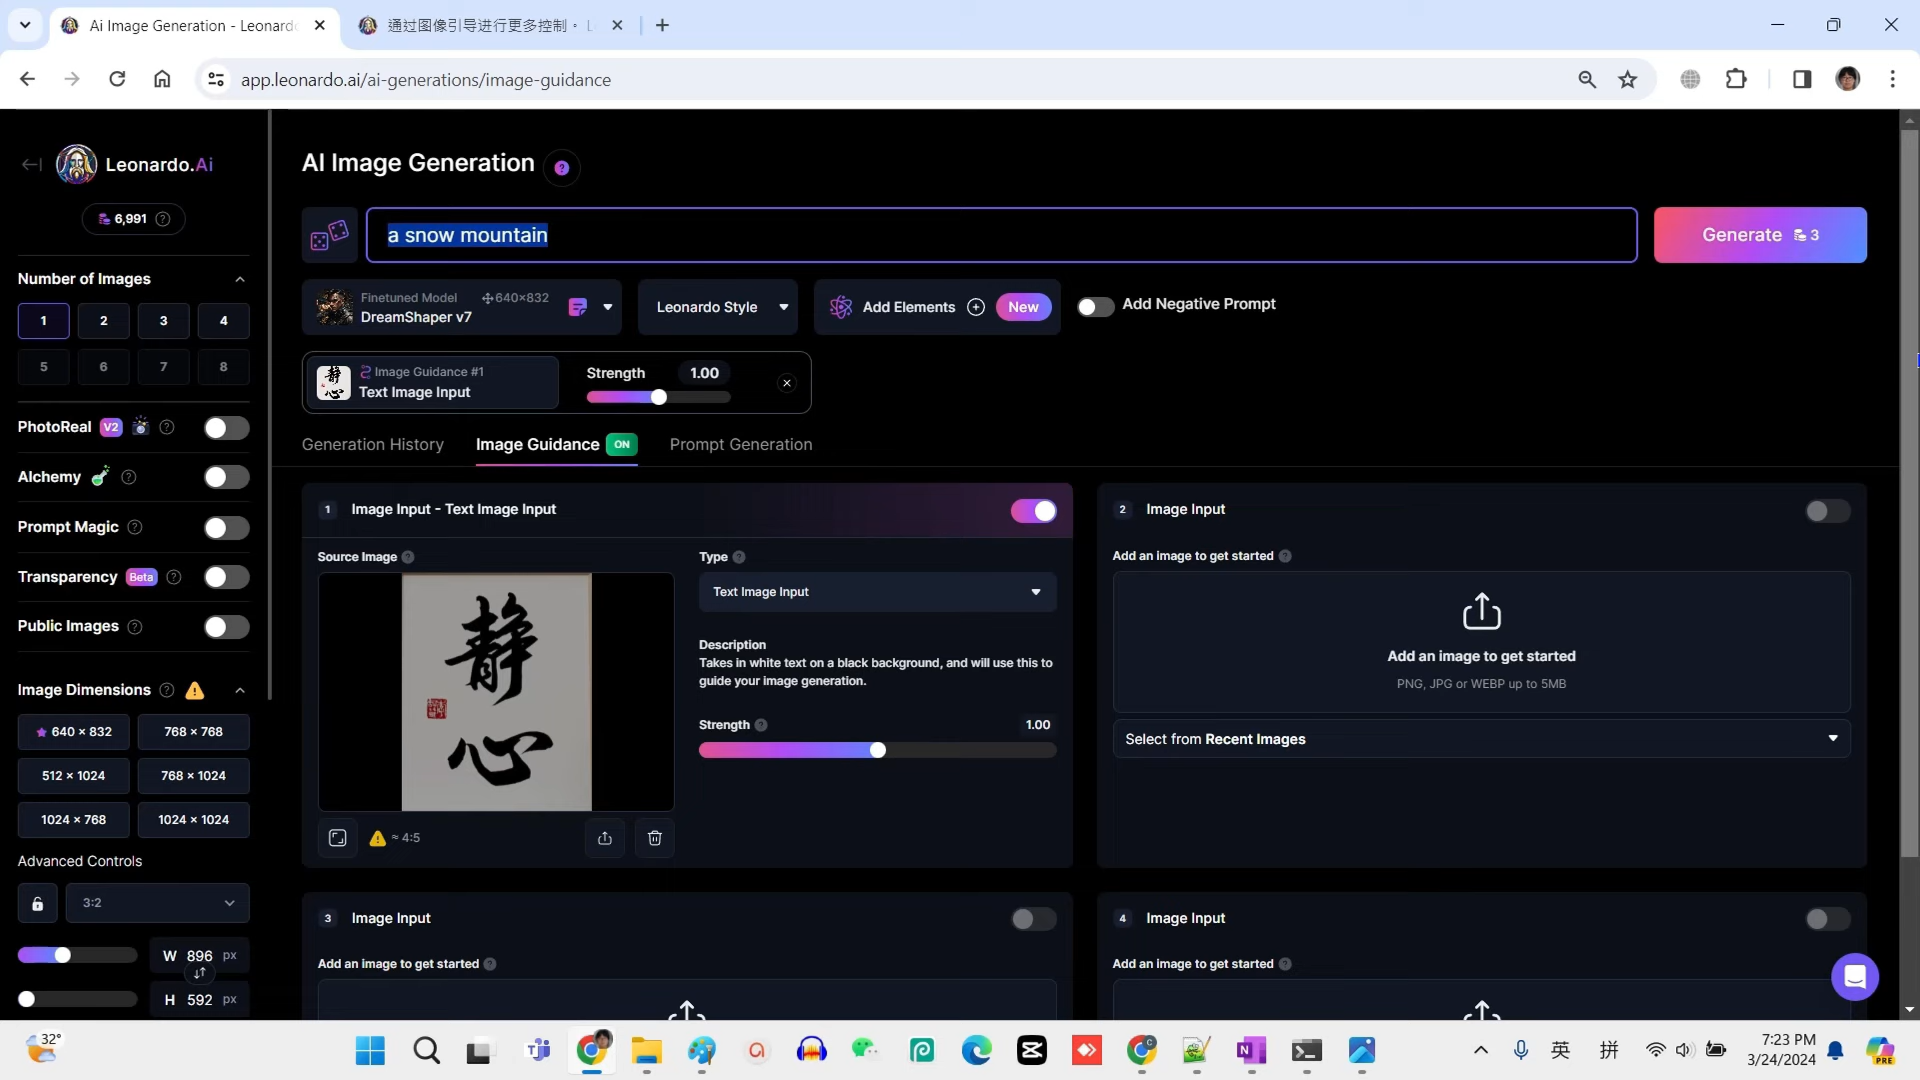 Ai Image Generation - Leonardo
通过图像引导进行更多控制。 L
app.leonardo.ai/ai-generations/image-guidance
Leonardo.Ai
6,991
Number of Images
1 2 3 4
5 6 7 8
PhotoReal V2
Alchemy
Prompt Magic
Transparency Beta
Public Images
Image Dimensions
640 × 832 768 × 768
512 × 1024 768 × 1024
1024 × 768 1024 × 1024
Advanced Controls
3:2
W 896 px
H 592 px
AI Image Generation
a snow mountain
Generate 3
Finetuned Model 640×832
DreamShaper v7
Leonardo Style
Add Elements New
Add Negative Prompt
Image Guidance #1
Text Image Input
Strength 1.00
Generation History Image Guidance ON Prompt Generation
1 Image Input - Text Image Input
Source Image
静
心
≈ 4:5
Type
Text Image Input
Description
Takes in white text on a black background, and will use this to
guide your image generation.
Strength 1.00
2 Image Input
Add an image to get started
Add an image to get started
PNG, JPG or WEBP up to 5MB
Select from Recent Images
3 Image Input
Add an image to get started
4 Image Input
Add an image to get started
32°
英 拼
7:23 PM
3/24/2024
PRE